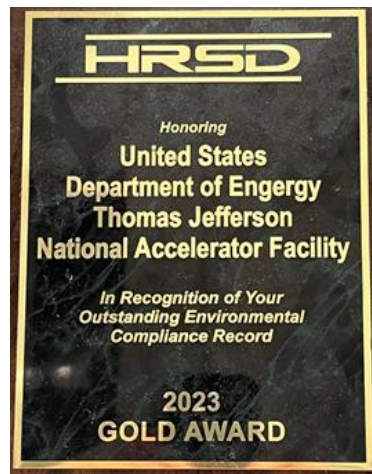 HRSD
Honoring
United States
Department of Engergy
Thomas Jefferson
National Accelerator Facility
In Recognition of Your
Outstanding Environmental
Compliance Record
2023
GOLD AWARD